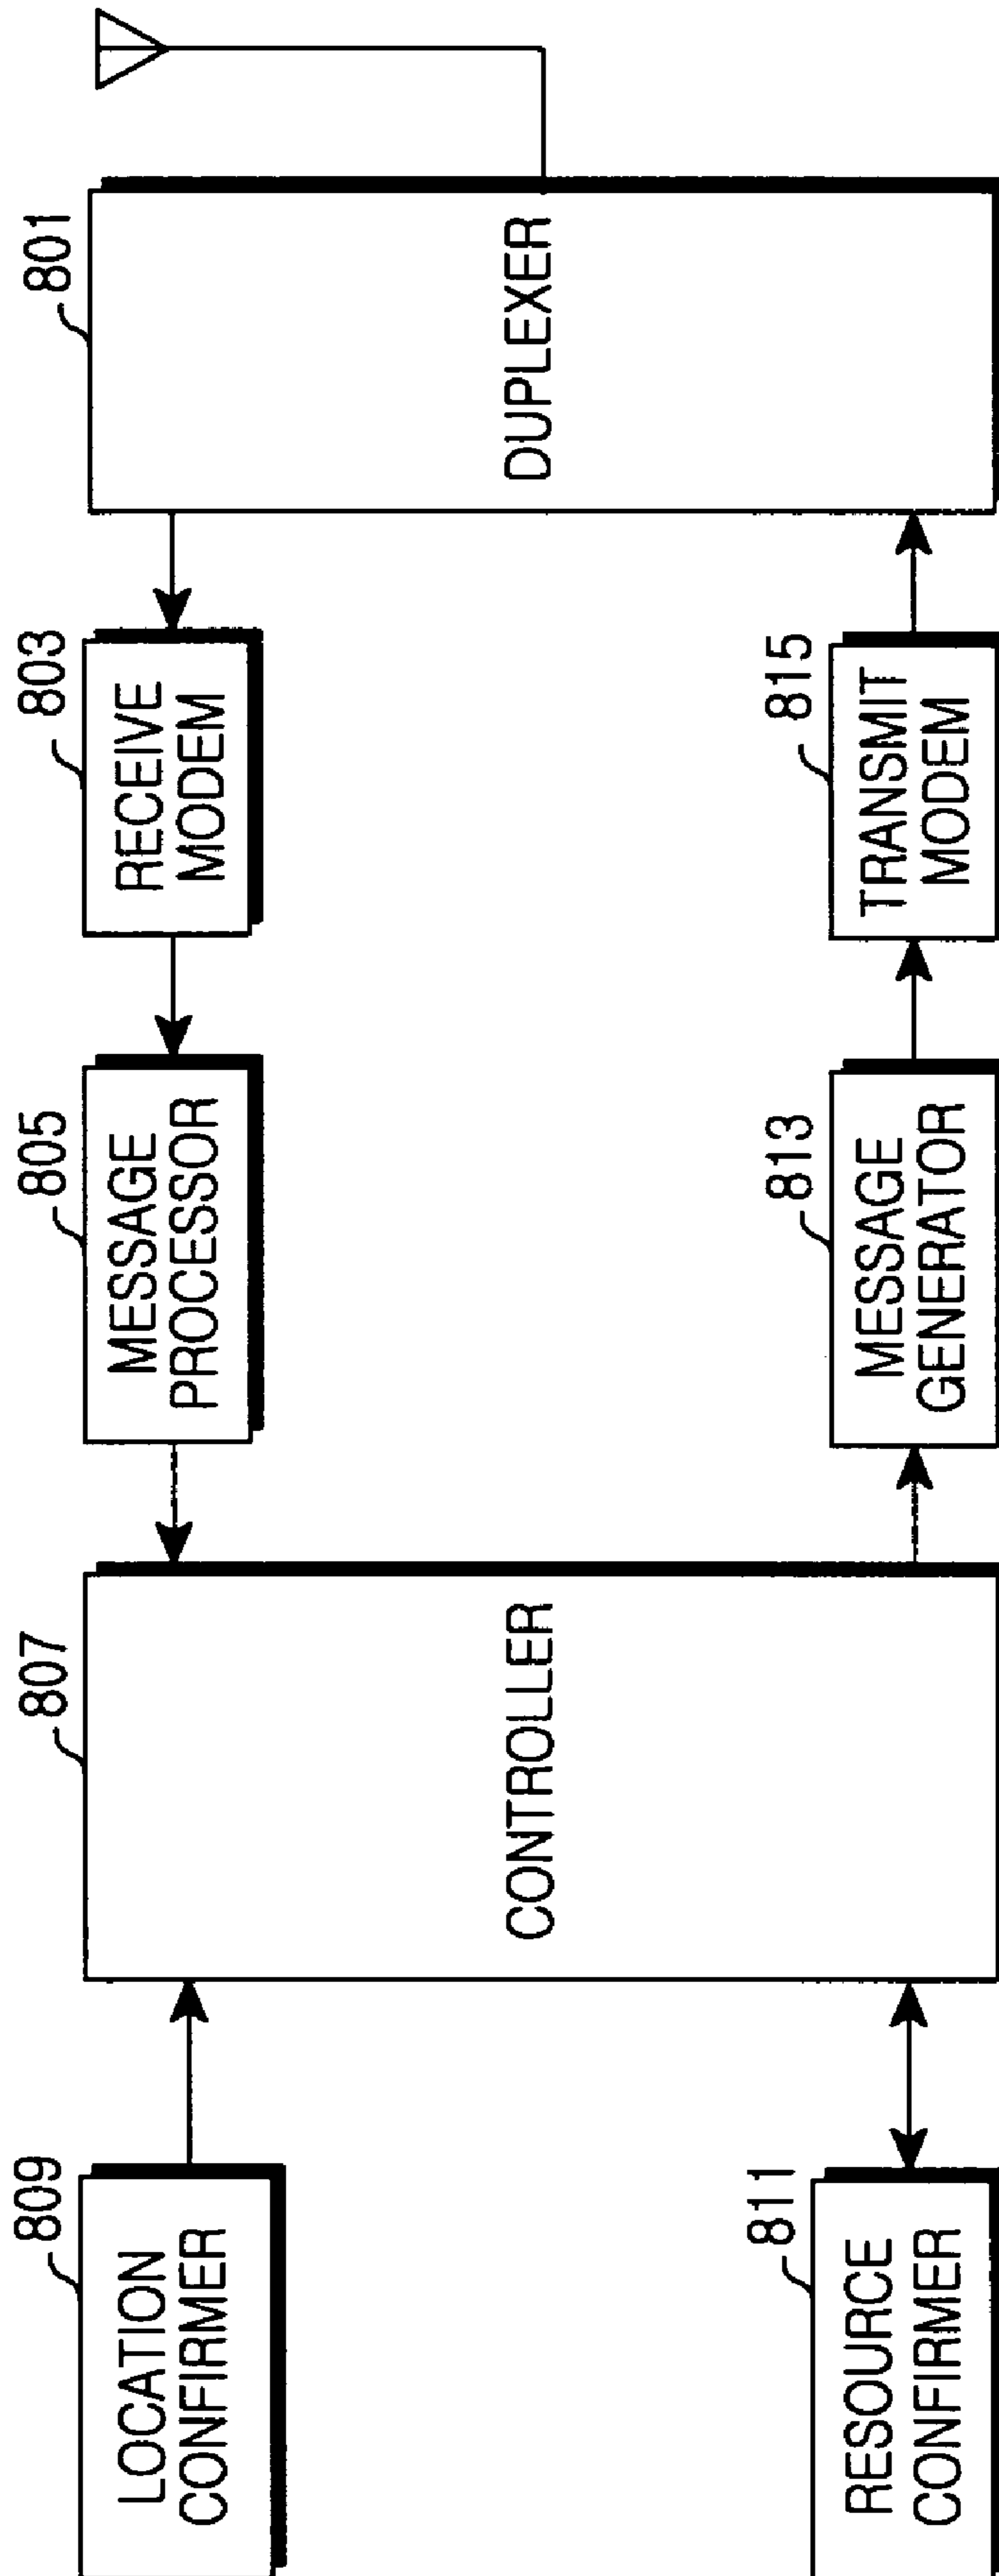 809
LOCATION
CONFIRMER
807
CONTROLLER
805
MESSAGE
PROCESSOR
803
RECEIVE
MODEM
801
DUPLEXER
811
RESOURCE
CONFIRMER
813
MESSAGE
GENERATOR
815
TRANSMIT
MODEM